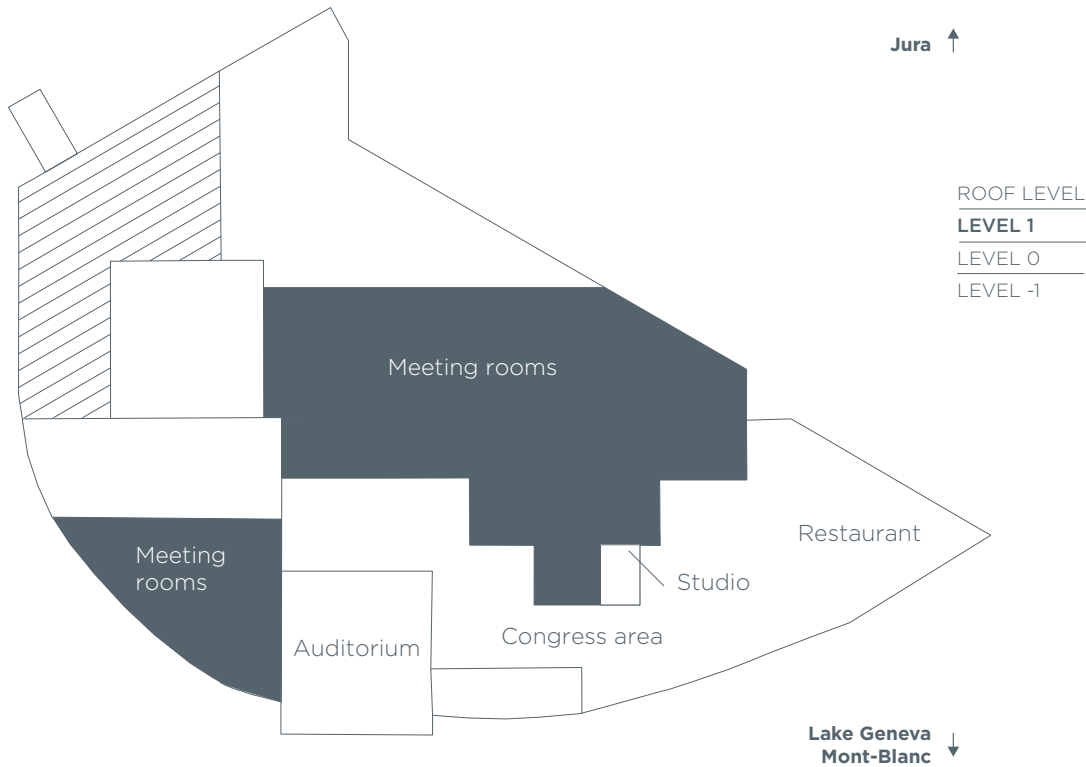 Jura
ROOF LEVEL
LEVEL 1
LEVEL 0
LEVEL -1
Meeting rooms
Restaurant
Meeting
rooms
Studio
Congress area
Auditorium
Lake Geneva
Mont-Blanc